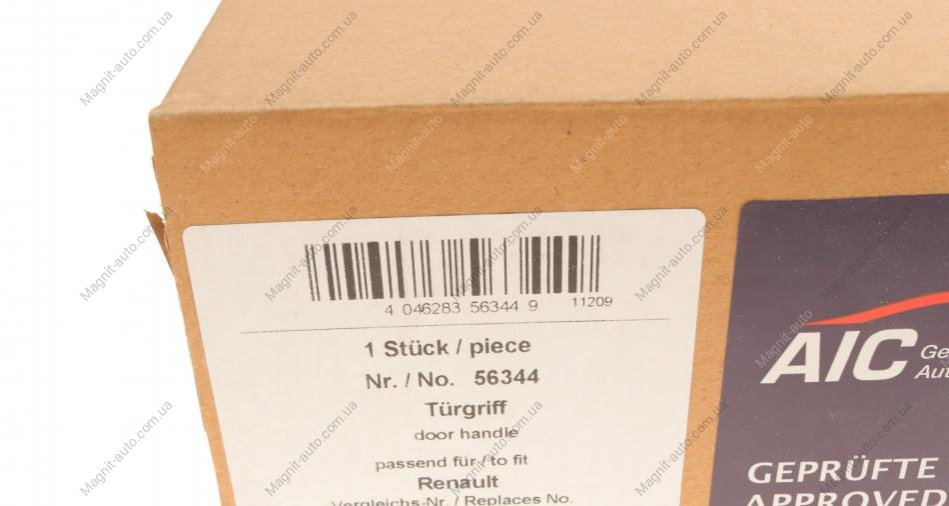 4 046283 56344 9 11209
1 Stück / piece
Nr. / No. 56344
Türgriff
door handle
passend für / to fit
Renault
Vergleichs-Nr. / Replaces No.
AIC
GEPRÜFTE
APPROVED
Magnit-auto.com.ua